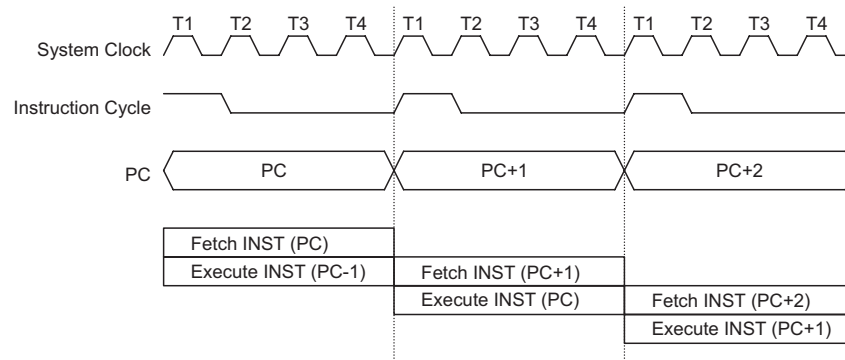 T1 T2 T3 T4 T1 T2 T3 T4 T1 T2 T3 T4
System Clock
Instruction Cycle
PC PC PC+1 PC+2
Fetch INST (PC)
Execute INST (PC-1) Fetch INST (PC+1)
Execute INST (PC) Fetch INST (PC+2)
Execute INST (PC+1)